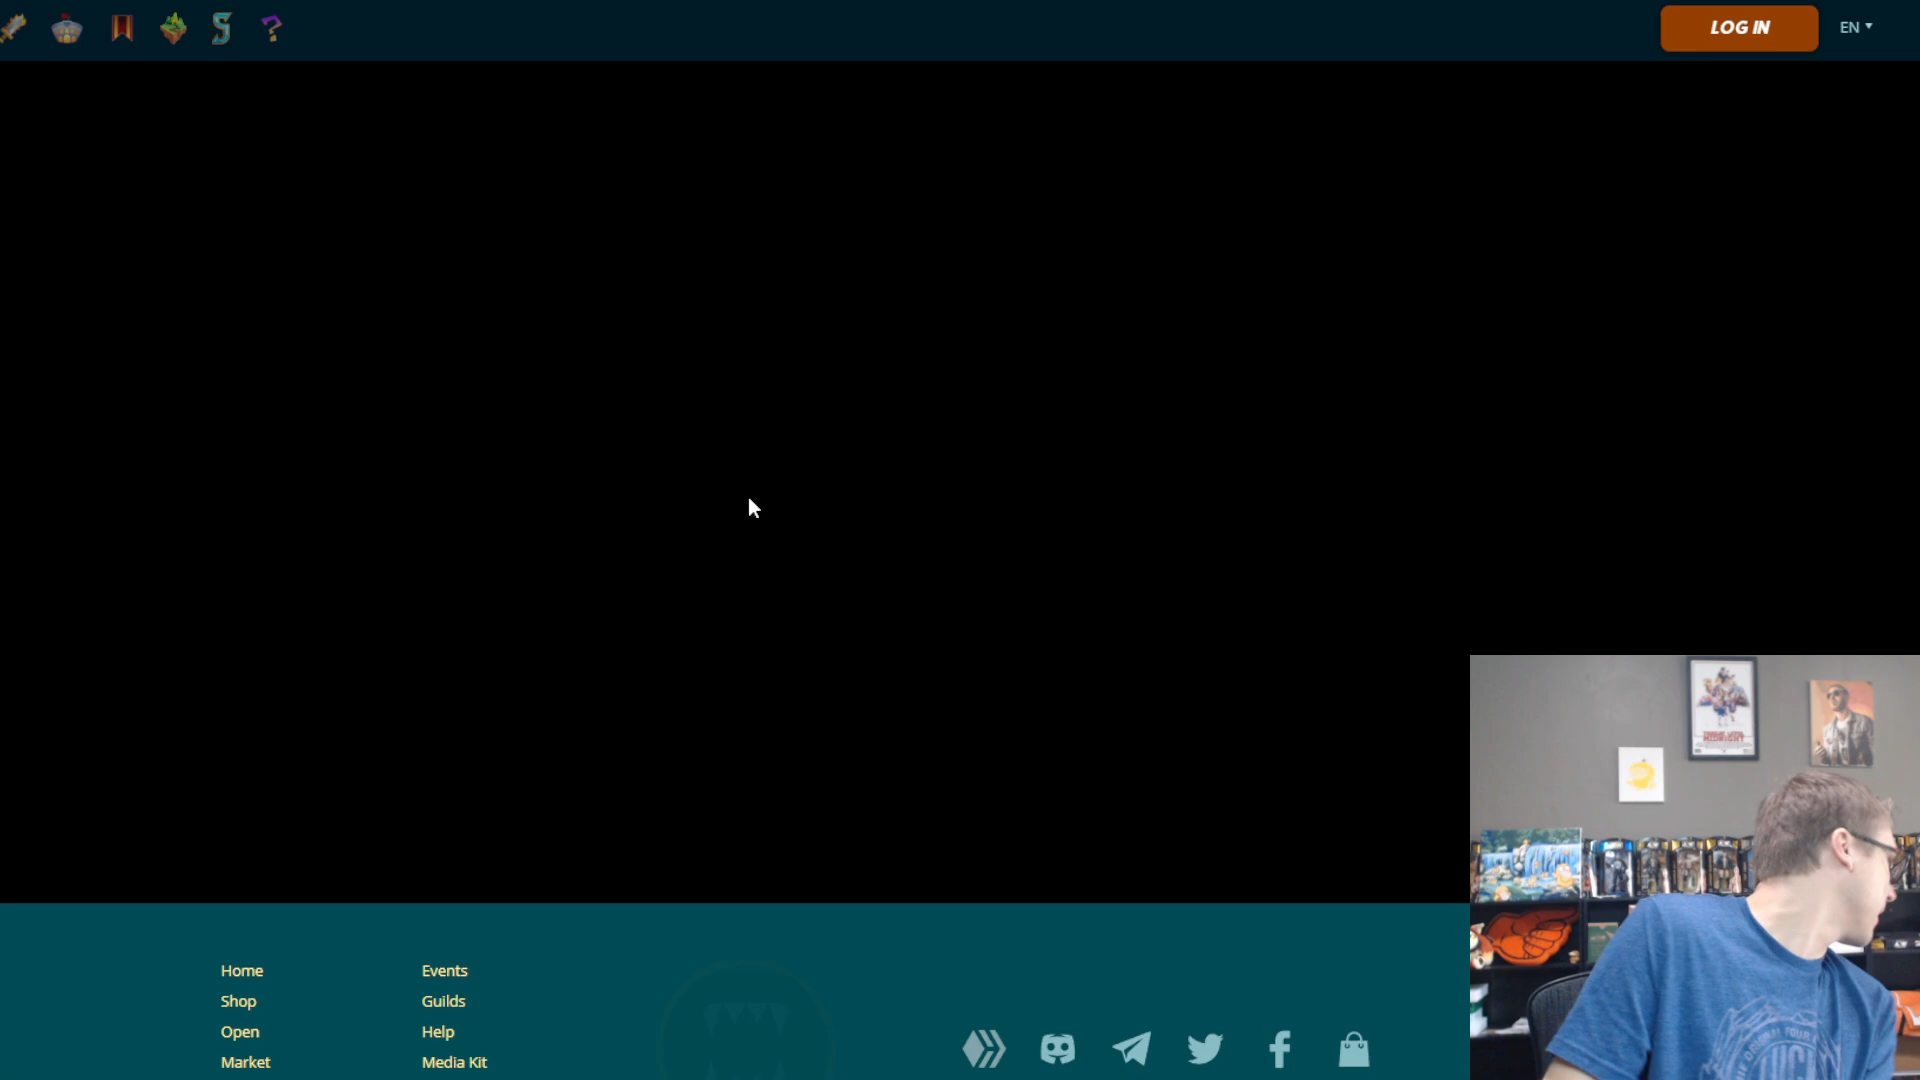 LOG IN
EN
Home
Events
Shop
Guilds
Open
Help
Market
Media Kit